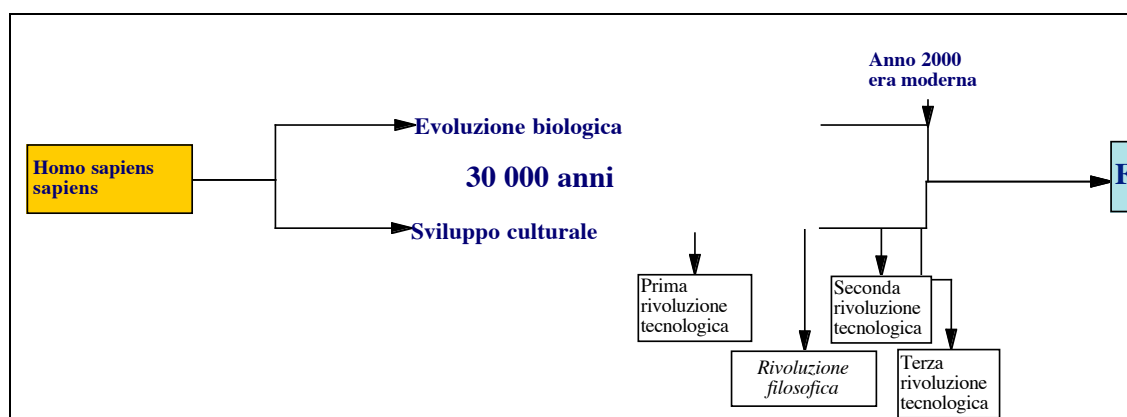 Anno 2000
era moderna
Evoluzione biologica
Homo sapiens
sapiens
30 000 anni
Sviluppo culturale
Prima
rivoluzione
tecnologica
Seconda
rivoluzione
tecnologica
Rivoluzione
filosofica
Terza
rivoluzione
tecnologica